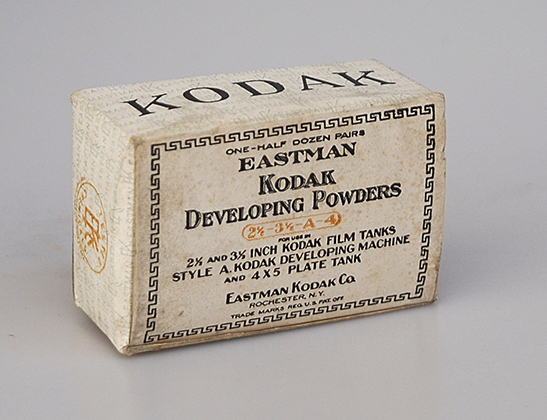 KODAK
ONE-HALF DOZEN PAIRS
EASTMAN
KODAK
DEVELOPING POWDERS
2½-3½-A-4
FOR USE IN
2½ AND 3½ INCH KODAK FILM TANKS
STYLE A, KODAK DEVELOPING MACHINE
AND 4X5 PLATE TANK
EASTMAN KODAK CO.
ROCHESTER, N.Y.
TRADE MARKS REG. U.S. PAT. OFF.
EK